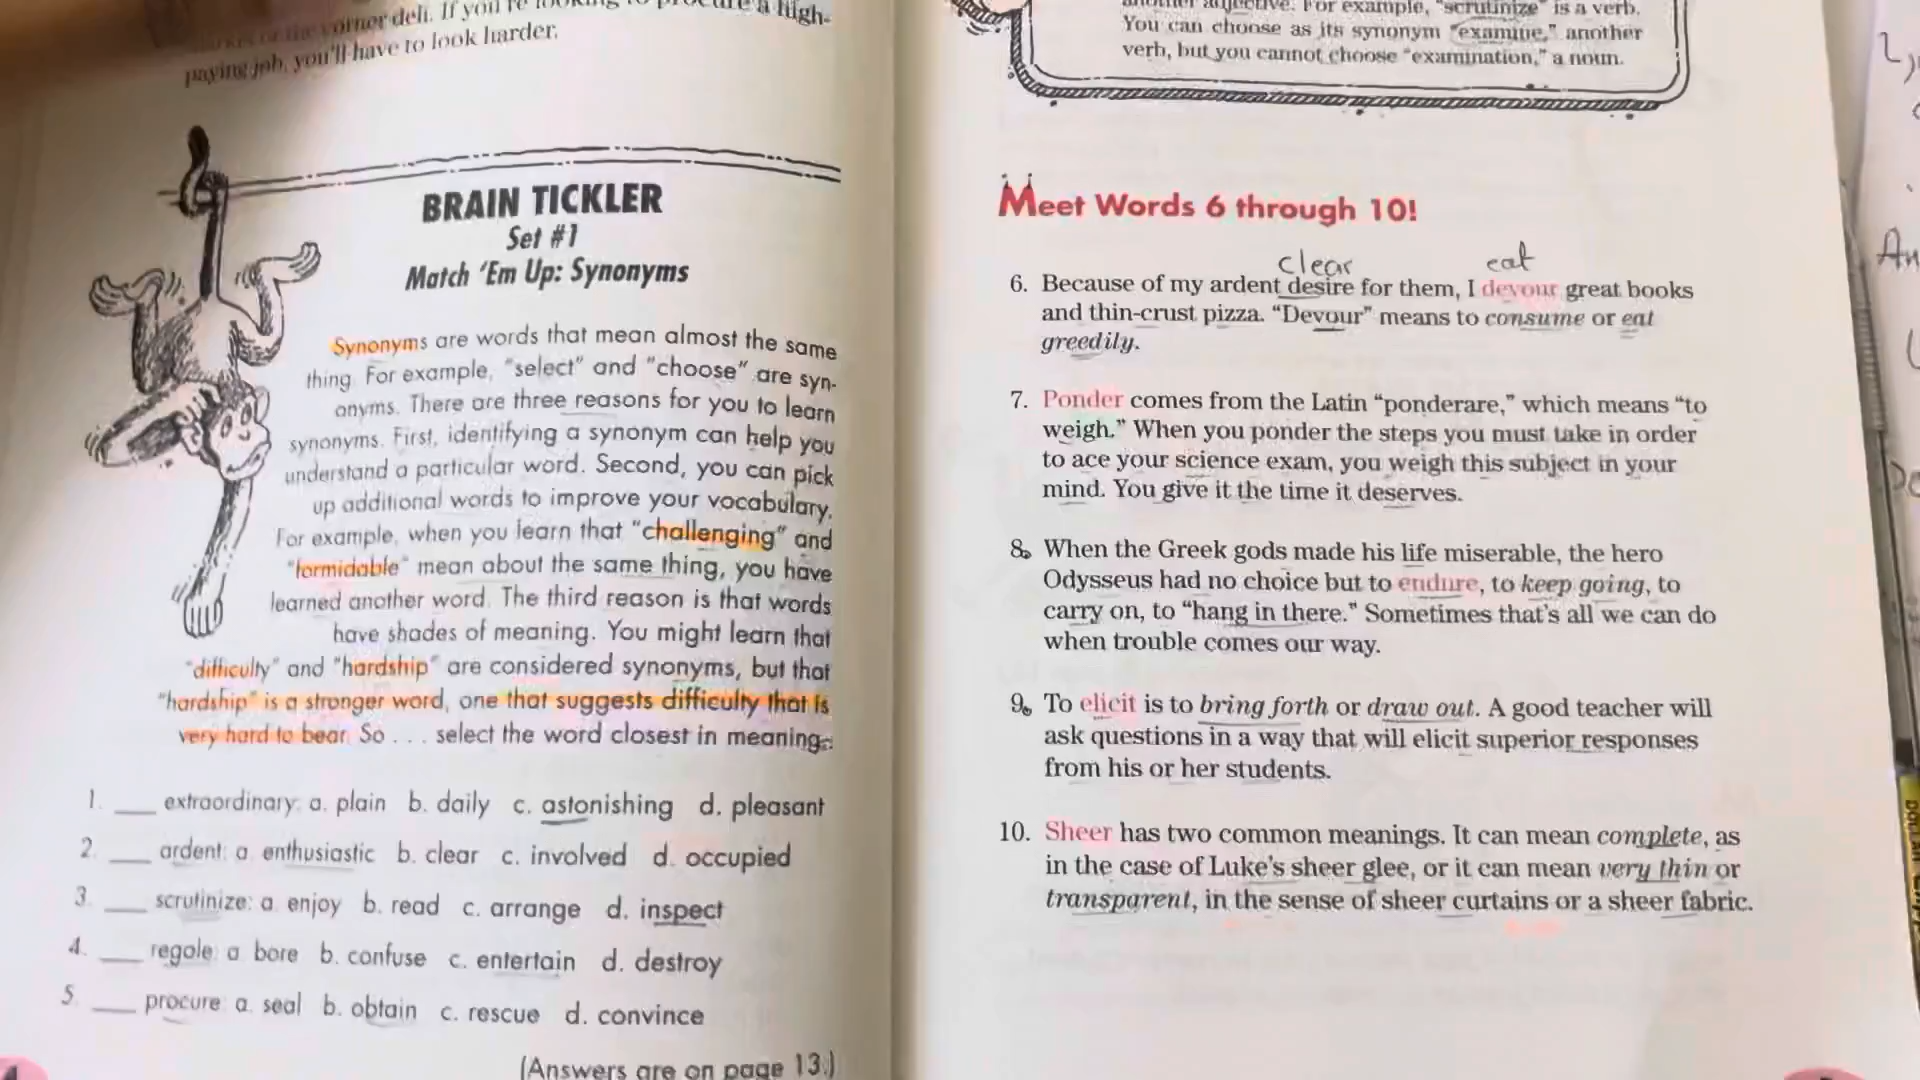 corner deli. If you're looking to procure a high-
paying job, you'll have to look harder.
BRAIN TICKLER
Set #1
Match 'Em Up: Synonyms
Synonyms are words that mean almost the same
thing. For example, "select" and "choose" are syn-
onyms. There are three reasons for you to learn
synonyms. First, identifying a synonym can help you
understand a particular word. Second, you can pick
up additional words to improve your vocabulary.
For example, when you learn that "challenging" and
"formidable" mean about the same thing, you have
learned another word. The third reason is that words
have shades of meaning. You might learn that
"difficulty" and "hardship" are considered synonyms, but that
"hardship" is a stronger word, one that suggests difficulty that is
very hard to bear. So . . . select the word closest in meaning.
1. ___ extraordinary: a. plain b. daily c. astonishing d. pleasant
2. ___ ardent: a. enthusiastic b. clear c. involved d. occupied
3. ___ scrutinize: a. enjoy b. read c. arrange d. inspect
4. ___ regale: a. bore b. confuse c. entertain d. destroy
5. ___ procure: a. seal b. obtain c. rescue d. convince
(Answers are on page 13.)
another adjective. For example, "scrutinize" is a verb.
You can choose as its synonym "examine," another
verb, but you cannot choose "examination," a noun.
Meet Words 6 through 10!
clear eat
6. Because of my ardent desire for them, I devour great books
and thin-crust pizza. "Devour" means to consume or eat
greedily.
7. Ponder comes from the Latin "ponderare," which means "to
weigh." When you ponder the steps you must take in order
to ace your science exam, you weigh this subject in your
mind. You give it the time it deserves.
8. When the Greek gods made his life miserable, the hero
Odysseus had no choice but to endure, to keep going, to
carry on, to "hang in there." Sometimes that's all we can do
when trouble comes our way.
9. To elicit is to bring forth or draw out. A good teacher will
ask questions in a way that will elicit superior responses
from his or her students.
10. Sheer has two common meanings. It can mean complete, as
in the case of Luke's sheer glee, or it can mean very thin or
transparent, in the sense of sheer curtains or a sheer fabric.